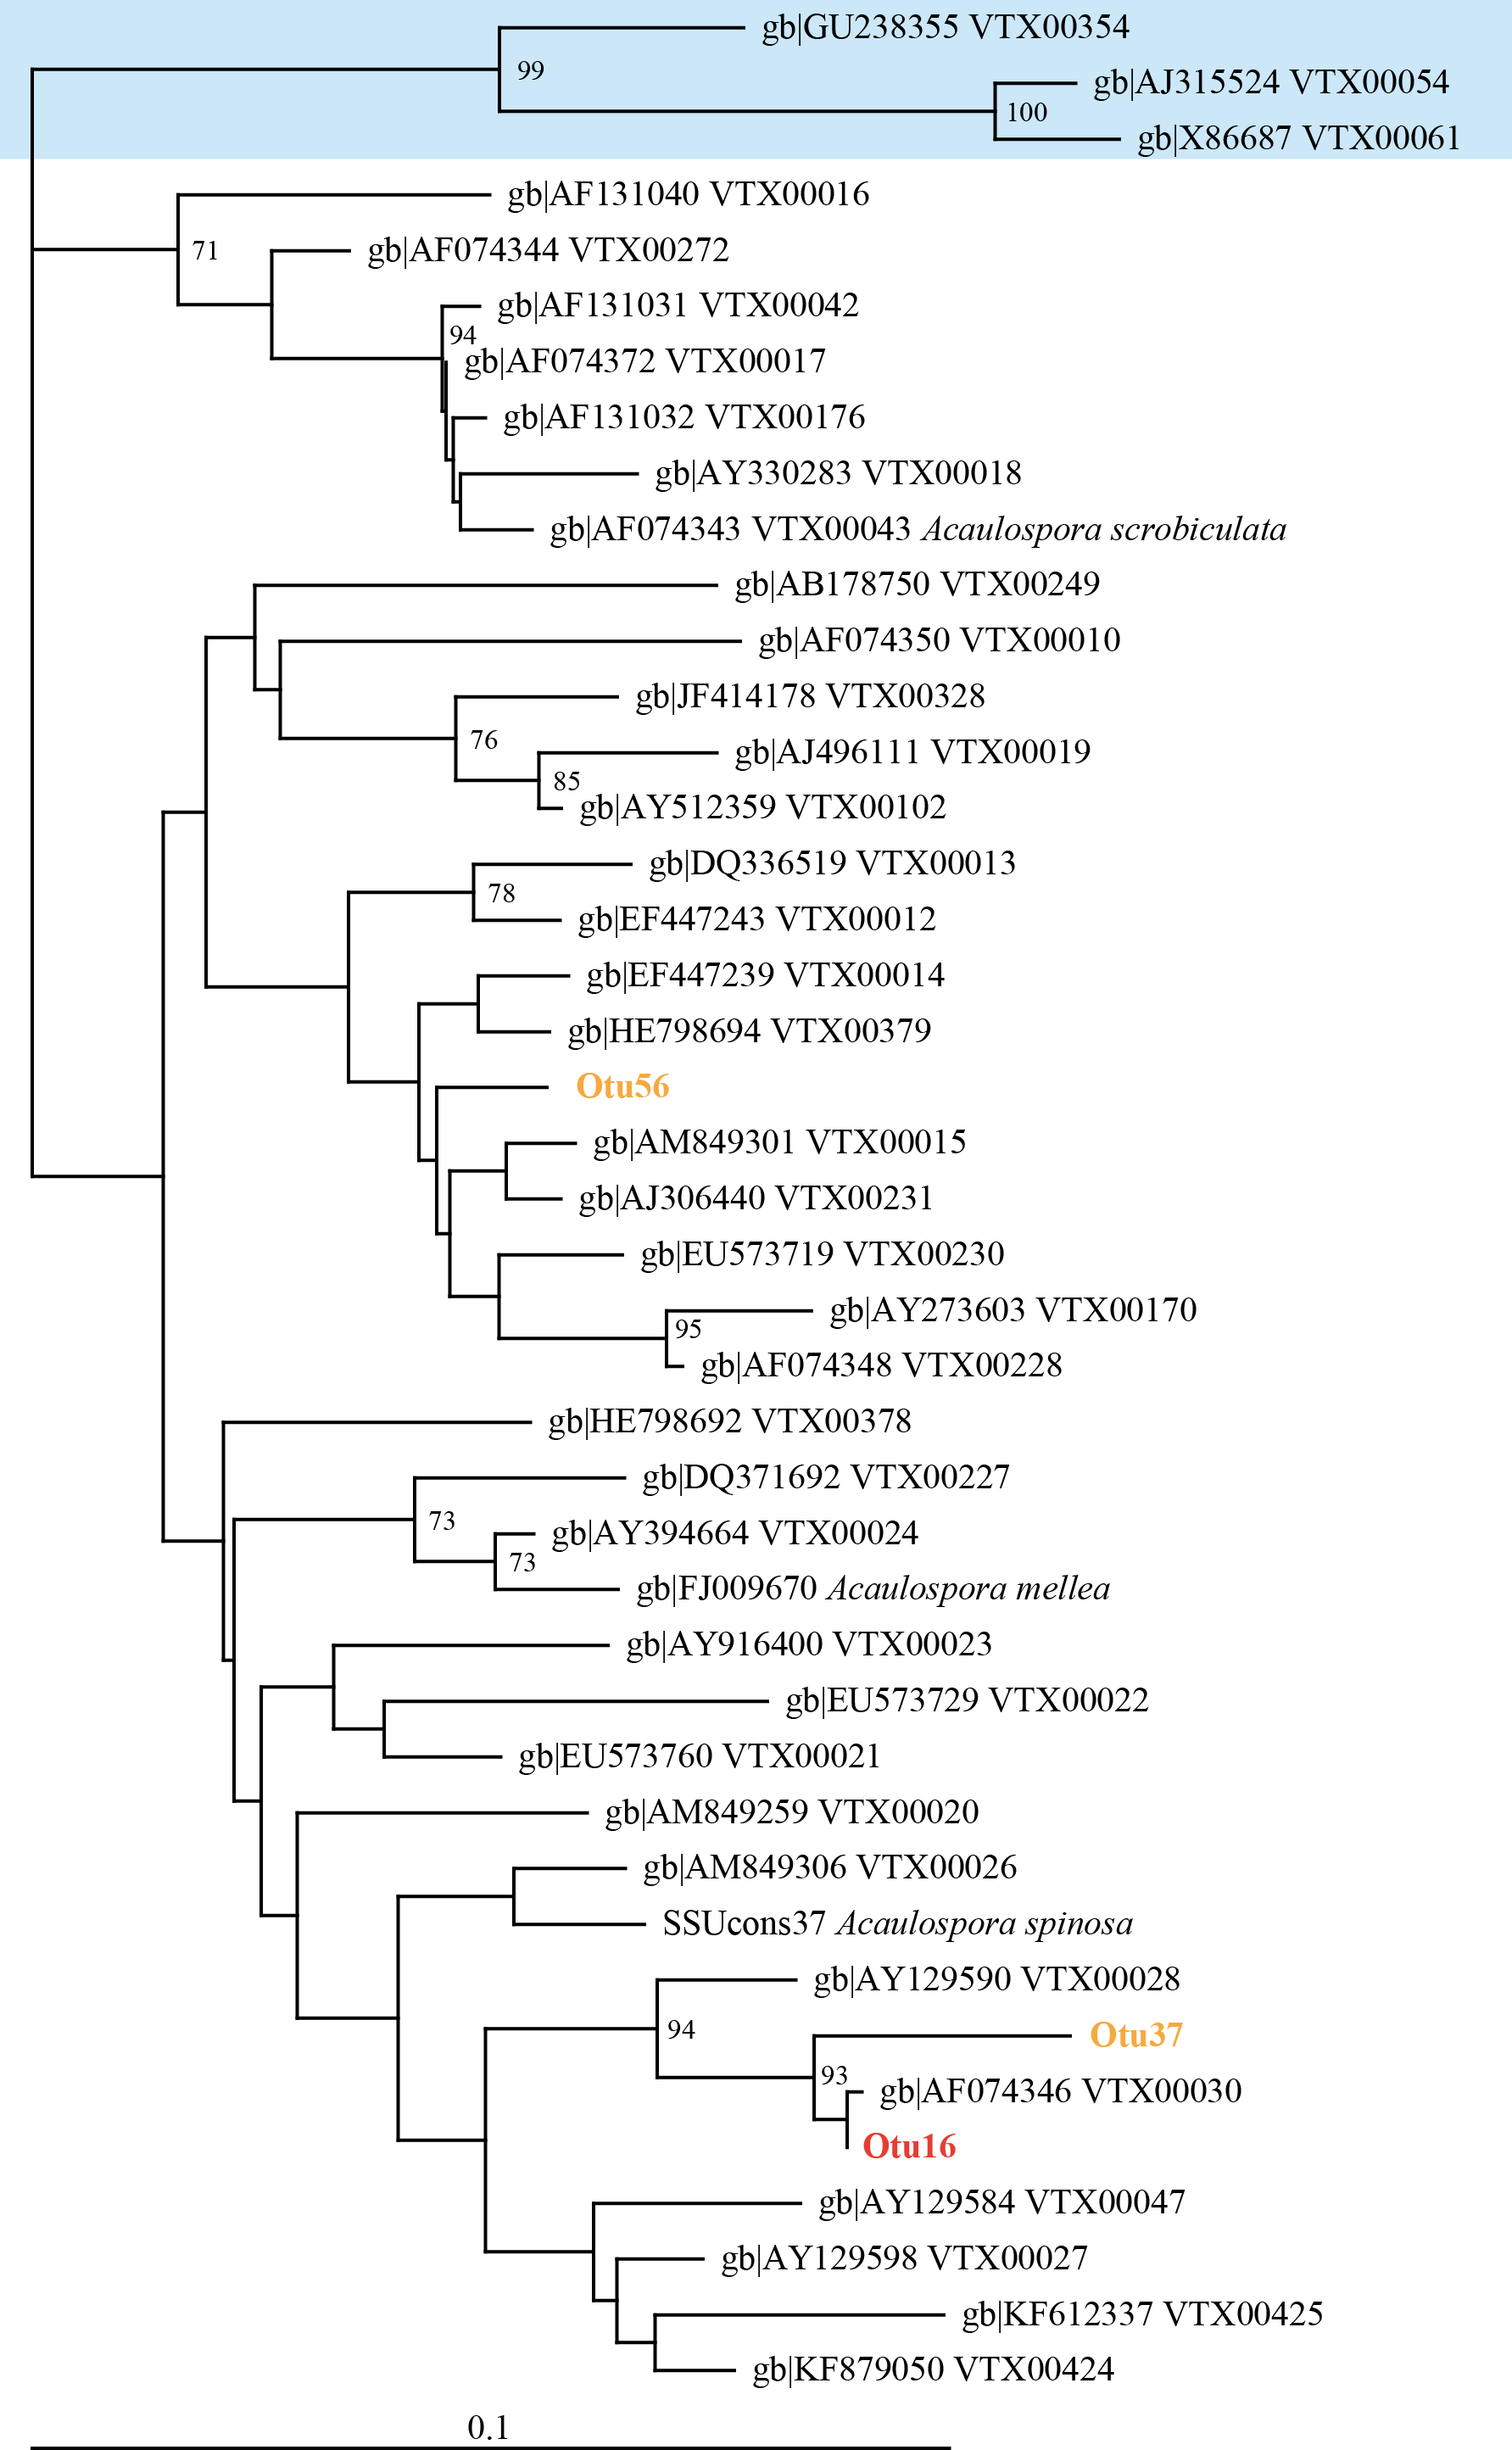 gb|GU238355 VTX00354
99
gb|AJ315524 VTX00054
100
gb|X86687 VTX00061
gb|AF131040 VTX00016
71
gb|AF074344 VTX00272
gb|AF131031 VTX00042
94
gb|AF074372 VTX00017
gb|AF131032 VTX00176
gb|AY330283 VTX00018
gb|AF074343 VTX00043 Acaulospora scrobiculata
gb|AB178750 VTX00249
gb|AF074350 VTX00010
gb|JF414178 VTX00328
76
gb|AJ496111 VTX00019
85
gb|AY512359 VTX00102
gb|DQ336519 VTX00013
78
gb|EF447243 VTX00012
gb|EF447239 VTX00014
gb|HE798694 VTX00379
Otu56
gb|AM849301 VTX00015
gb|AJ306440 VTX00231
gb|EU573719 VTX00230
gb|AY273603 VTX00170
95
gb|AF074348 VTX00228
gb|HE798692 VTX00378
gb|DQ371692 VTX00227
73
gb|AY394664 VTX00024
73
gb|FJ009670 Acaulospora mellea
gb|AY916400 VTX00023
gb|EU573729 VTX00022
gb|EU573760 VTX00021
gb|AM849259 VTX00020
gb|AM849306 VTX00026
SSUcons37 Acaulospora spinosa
gb|AY129590 VTX00028
94
Otu37
93
gb|AF074346 VTX00030
Otu16
gb|AY129584 VTX00047
gb|AY129598 VTX00027
gb|KF612337 VTX00425
gb|KF879050 VTX00424
0.1